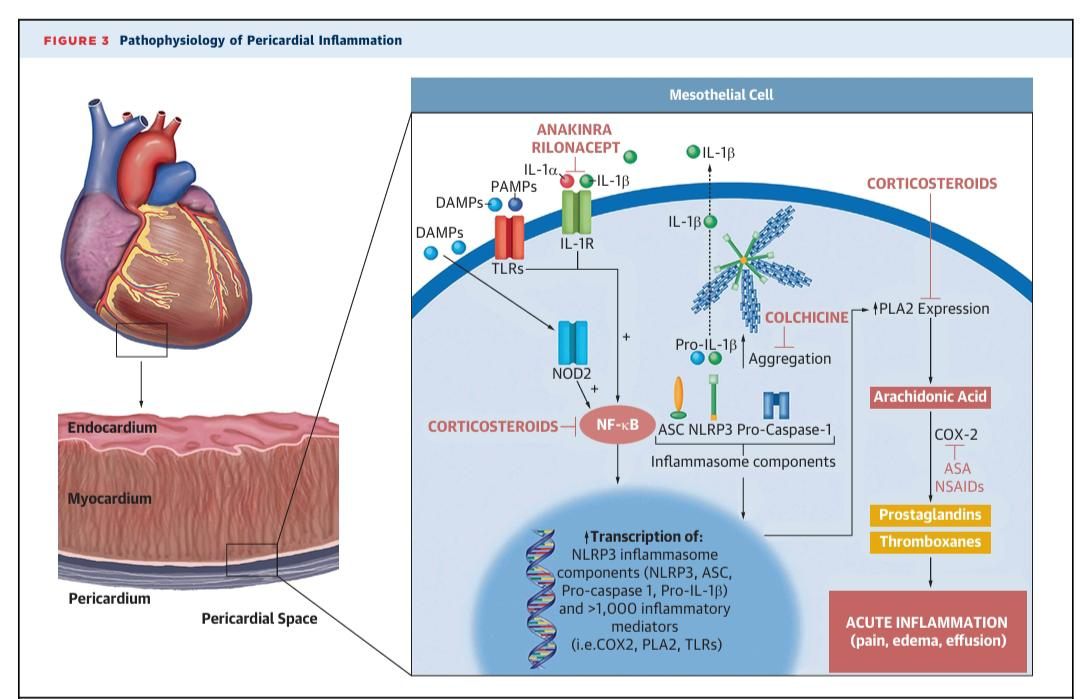 FIGURE 3 Pathophysiology of Pericardial Inflammation
Mesothelial Cell
ANAKINRA
RILONACEPT
IL-1α
IL-1β
IL-1β
PAMPs
DAMPs
DAMPs
IL-1R
TLRs
IL-1β
CORTICOSTEROIDS
COLCHICINE
↑PLA2 Expression
Pro-IL-1β
Aggregation
+
NOD2
+
Arachidonic Acid
CORTICOSTEROIDS
NF-κB
ASC NLRP3 Pro-Caspase-1
Inflammasome components
COX-2
ASA
NSAIDs
Prostaglandins
Thromboxanes
↑Transcription of:
NLRP3 inflammasome
components (NLRP3, ASC,
Pro-caspase 1, Pro-IL-1β)
and >1,000 inflammatory
mediators
(i.e.COX2, PLA2, TLRs)
ACUTE INFLAMMATION
(pain, edema, effusion)
Endocardium
Myocardium
Pericardium
Pericardial Space